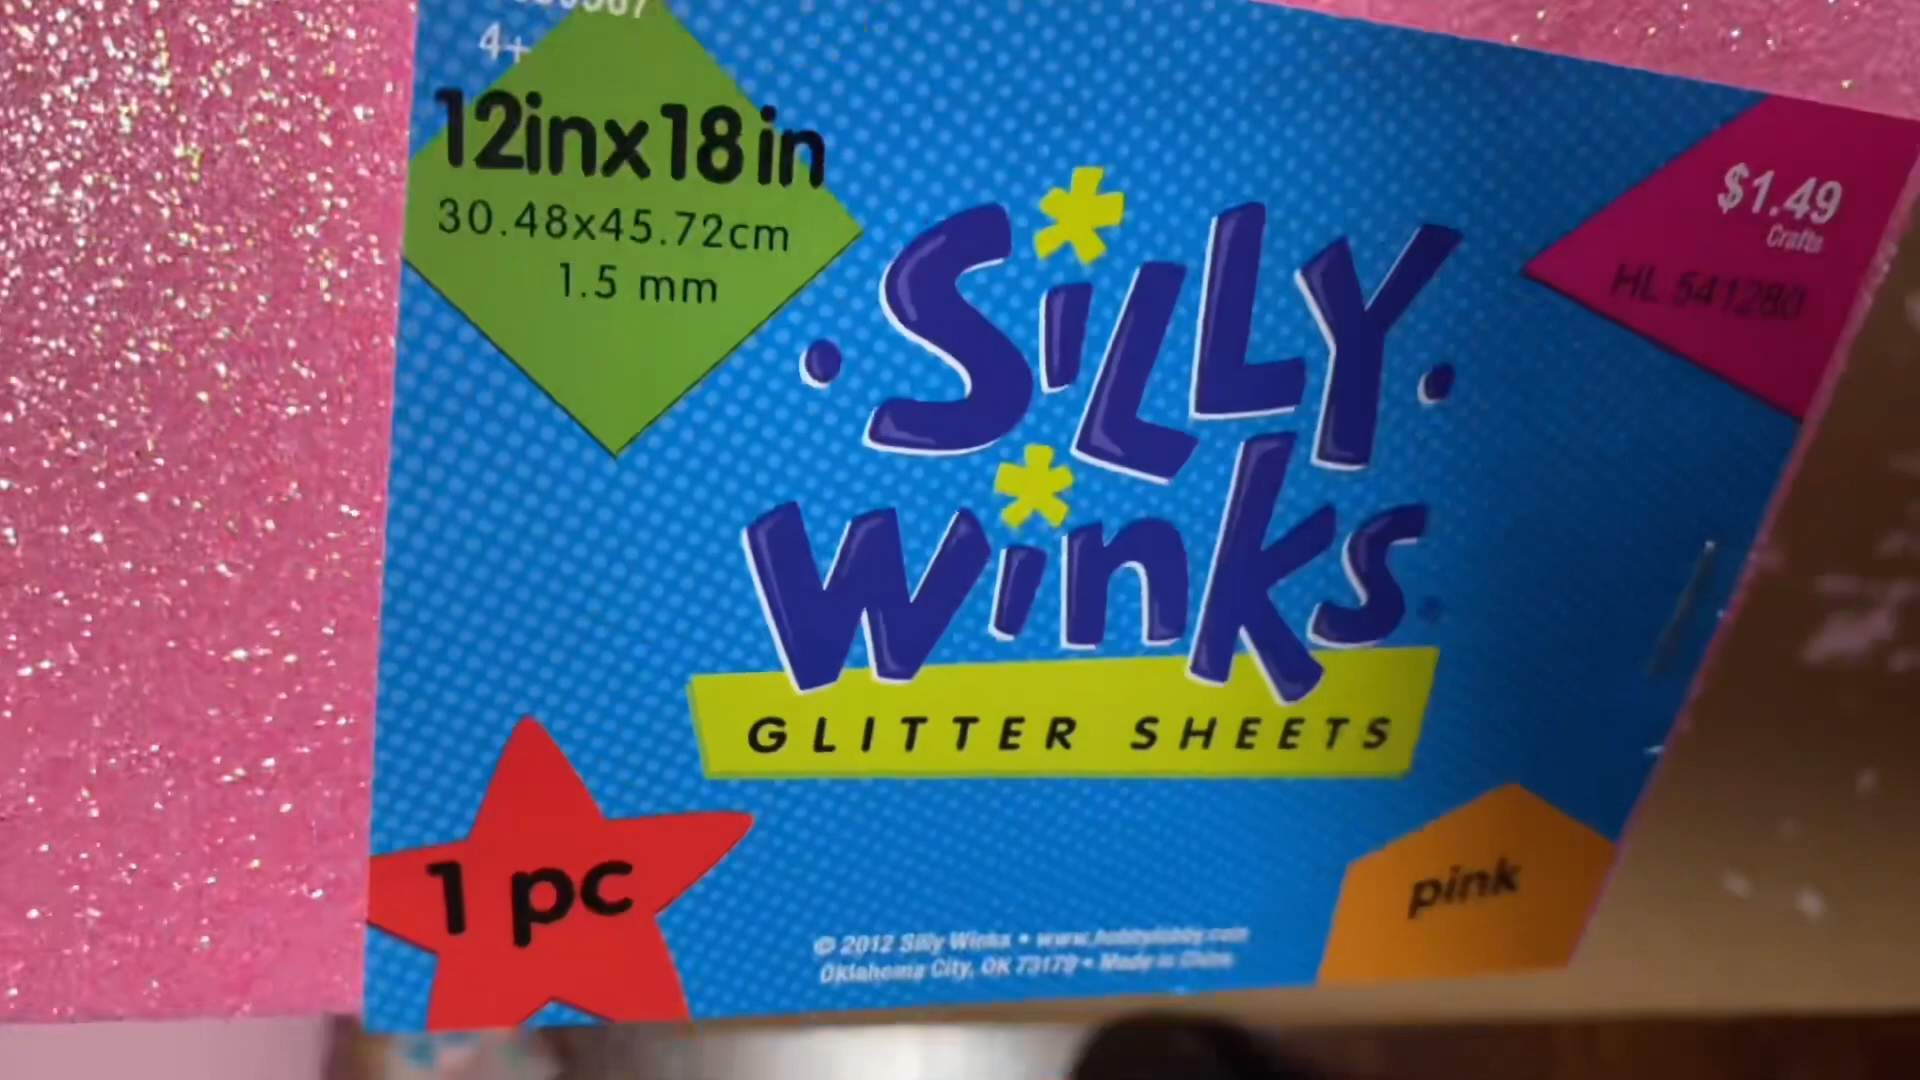 4+
12inx18in
30.48x45.72cm
1.5 mm
$1.49
Crafts
HL 541280
SiLLY
Winks
GLITTER SHEETS
1 pc
pink
© 2012 Silly Winks • www.hobbylobby.com
Oklahoma City, OK 73179 • Made in China